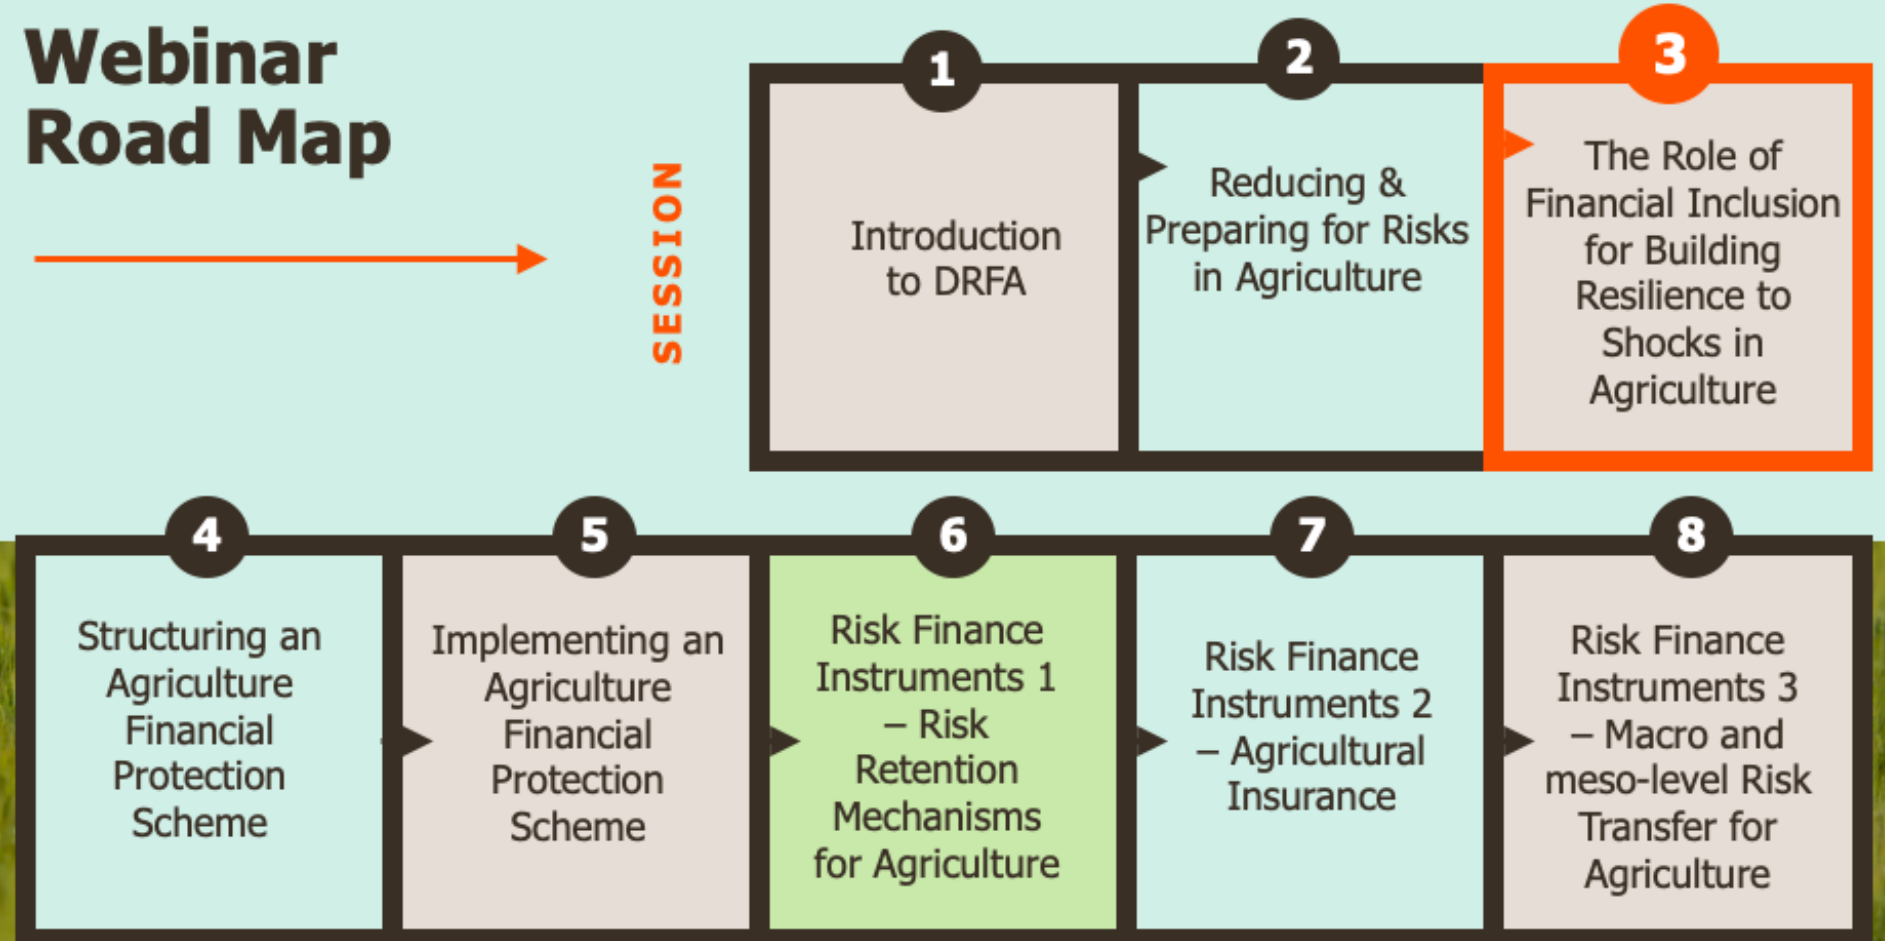 Webinar
Road Map
SESSION
1
Introduction
to DRFA
2
Reducing &
Preparing for Risks
in Agriculture
3
The Role of
Financial Inclusion
for Building
Resilience to
Shocks in
Agriculture
4
Structuring an
Agriculture
Financial
Protection
Scheme
5
Implementing an
Agriculture
Financial
Protection
Scheme
6
Risk Finance
Instruments 1
– Risk
Retention
Mechanisms
for Agriculture
7
Risk Finance
Instruments 2
– Agricultural
Insurance
8
Risk Finance
Instruments 3
– Macro and
meso-level Risk
Transfer for
Agriculture